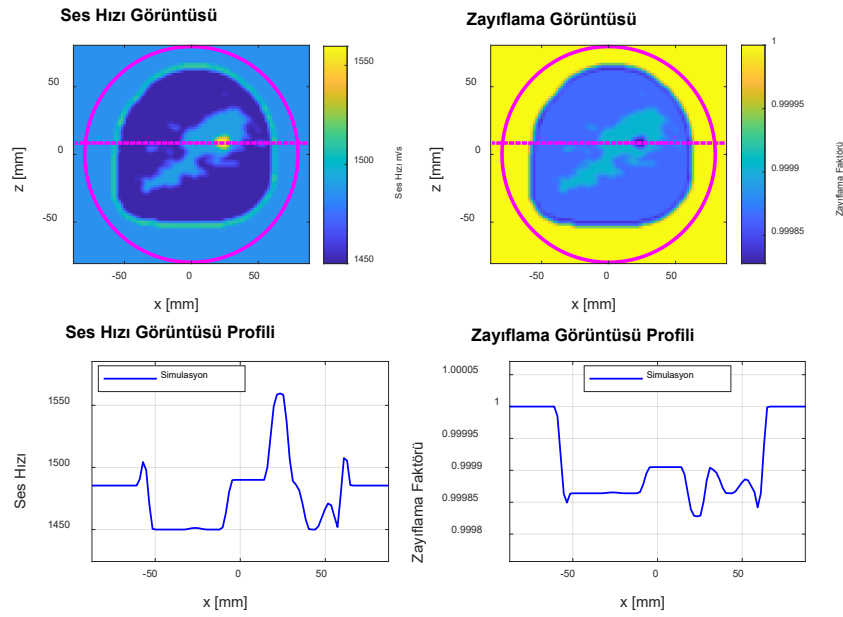 Ses Hızı Görüntüsü
50
0
-50
z [mm]
-50
0
50
x [mm]
1550
1500
1450
Ses Hızı m/s
Zayıflama Görüntüsü
50
0
-50
z [mm]
-50
0
50
x [mm]
1
0.99995
0.9999
0.99985
Zayıflama Faktörü
Ses Hızı Görüntüsü Profili
Simulasyon
1550
1500
1450
Ses Hızı
-50
0
50
x [mm]
Zayıflama Görüntüsü Profili
Simulasyon
1.00005
1
0.99995
0.9999
0.99985
0.9998
Zayıflama Faktörü
-50
0
50
x [mm]